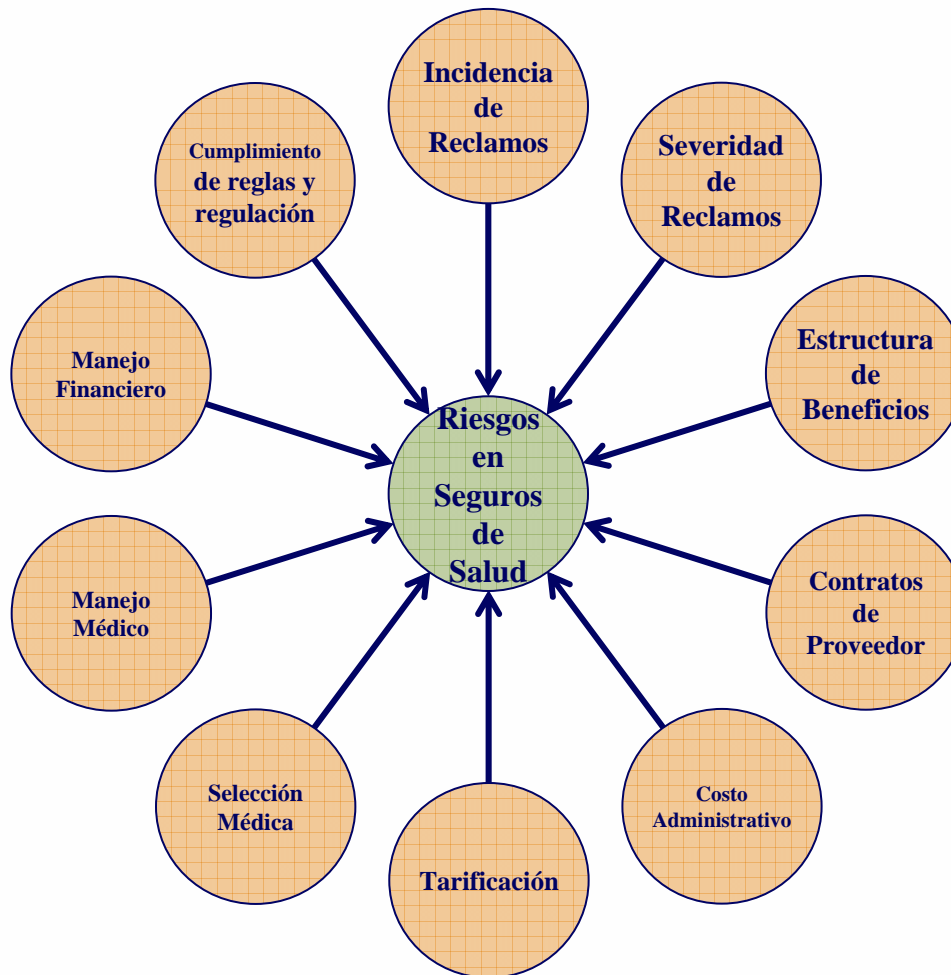 Incidencia
de
Reclamos
Severidad
de
Reclamos
Estructura
de
Beneficios
Contratos
de
Proveedor
Costo
Administrativo
Tarificación
Selección
Médica
Manejo
Médico
Manejo
Financiero
Cumplimiento
de reglas y
regulación
Riesgos
en
Seguros
de
Salud